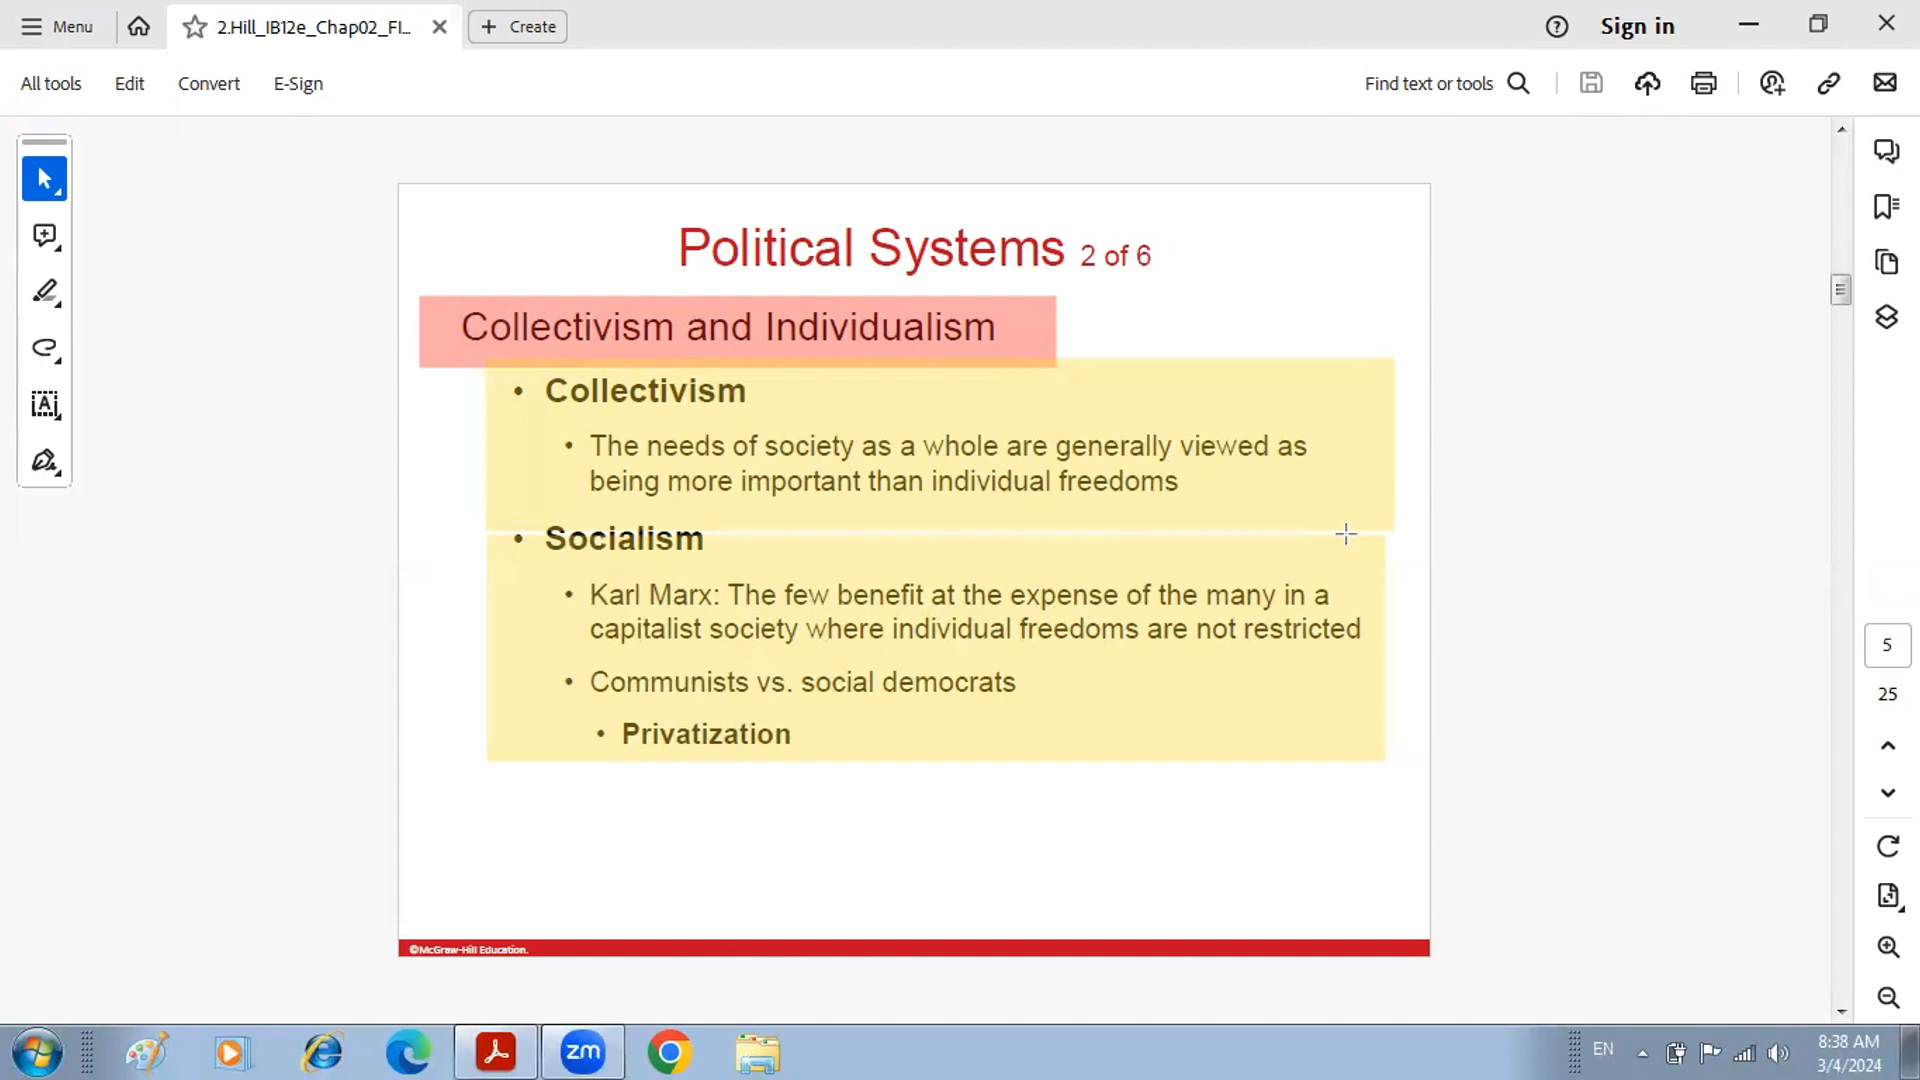 Menu
2.Hill_IB12e_Chap02_FI...
Create
Sign in
All tools
Edit
Convert
E-Sign
Find text or tools
Political Systems 2 of 6
Collectivism and Individualism
• Collectivism
• The needs of society as a whole are generally viewed as
being more important than individual freedoms
• Socialism
• Karl Marx: The few benefit at the expense of the many in a
capitalist society where individual freedoms are not restricted
• Communists vs. social democrats
• Privatization
©McGraw-Hill Education.
5
25
zm
EN
8:38 AM
3/4/2024